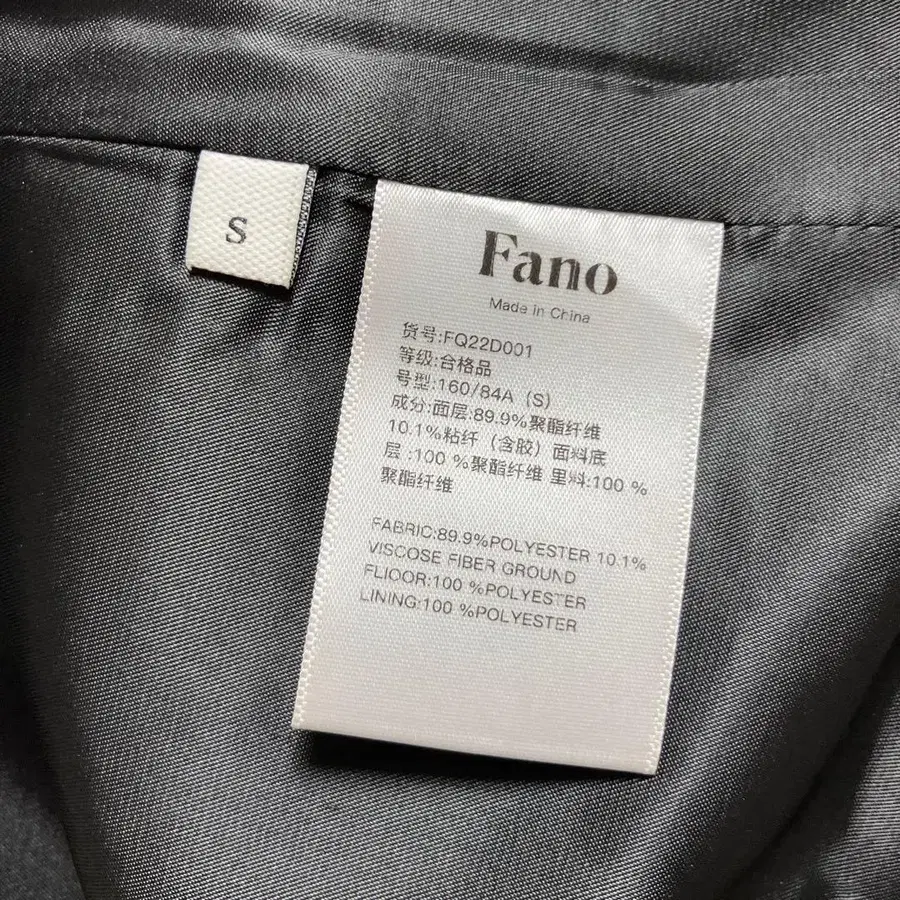 S
Fano
Made in China
货号:FQ22D001
等级:合格品
号型:160/84A (S)
成分:面层:89.9%聚酯纤维
10.1%粘纤（含胶）面料底
层 :100 %聚酯纤维 里料:100 %
聚酯纤维
FABRIC:89.9%POLYESTER 10.1%
VISCOSE FIBER GROUND
FLIOOR:100 %POLYESTER
LINING:100 %POLYESTER